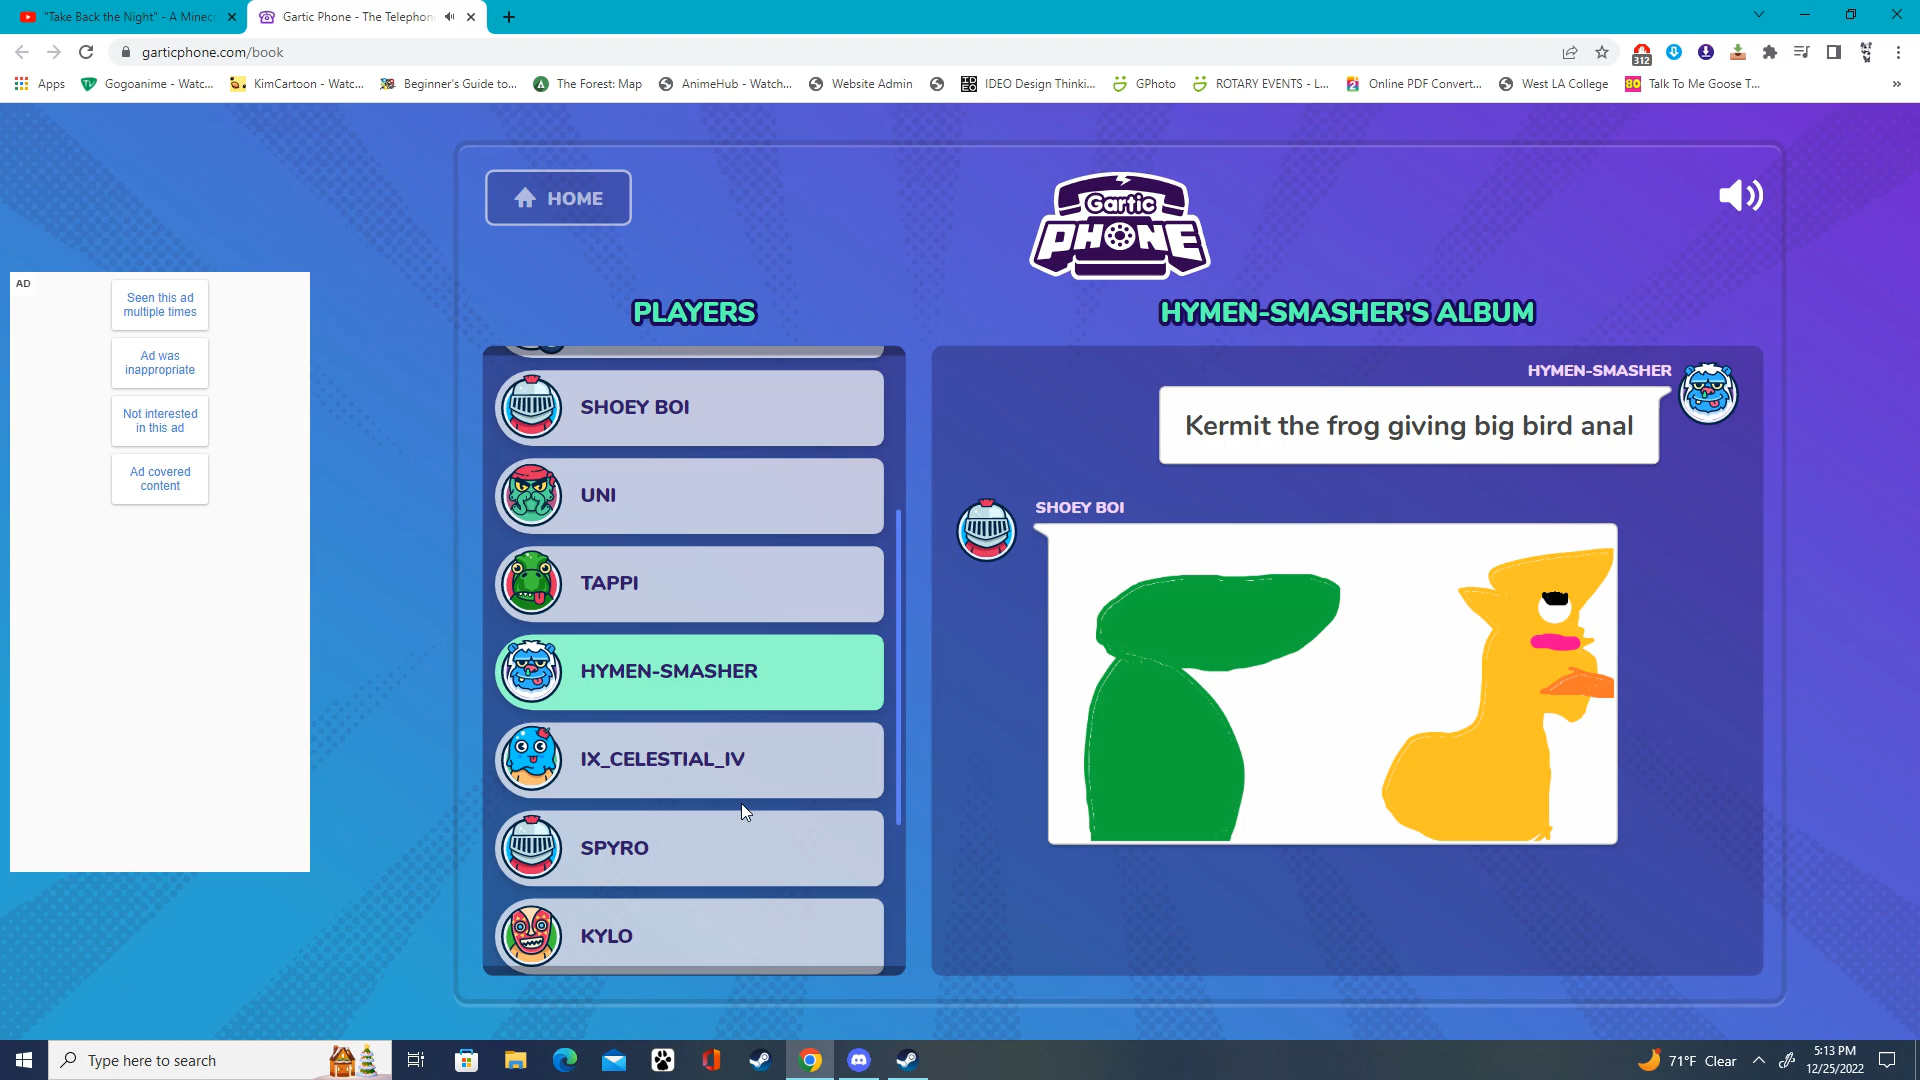 "Take Back the Night" - A Minec
Gartic Phone - The Telephon
garticphone.com/book
312
Apps
Gogoanime - Watc...
KimCartoon - Watc...
Beginner's Guide to...
The Forest: Map
AnimeHub - Watch...
Website Admin
IDEO
IDEO Design Thinki...
GPhoto
ROTARY EVENTS - L...
Online PDF Convert...
West LA College
80
Talk To Me Goose T...
»
HOME
Gartic
PHONE
AD
Seen this ad
multiple times
Ad was
inappropriate
Not interested
in this ad
Ad covered
content
PLAYERS
SHOEY BOI
UNI
TAPPI
HYMEN-SMASHER
IX_CELESTIAL_IV
SPYRO
KYLO
HYMEN-SMASHER'S ALBUM
HYMEN-SMASHER
Kermit the frog giving big bird anal
SHOEY BOI
Type here to search
71°F Clear
5:13 PM
12/25/2022